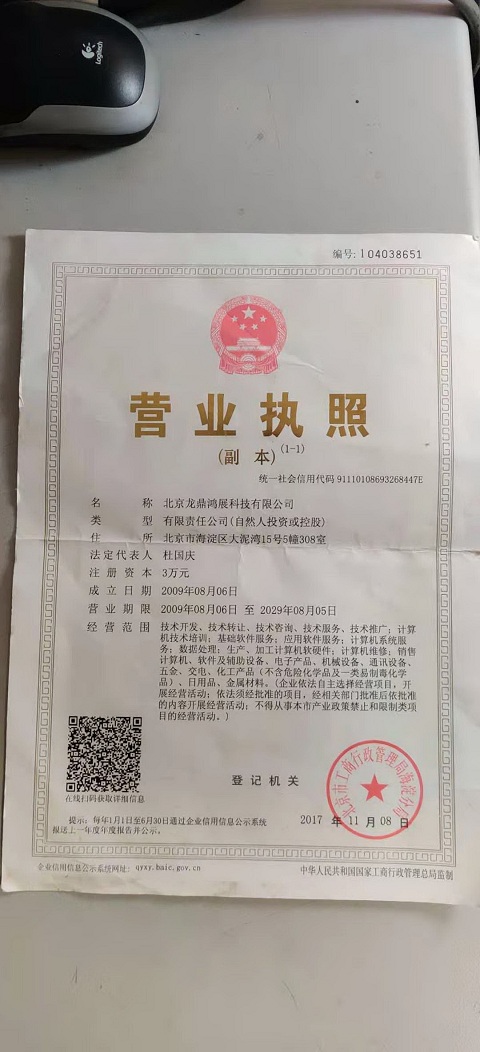 Logitech
编号: 104038651
营业执照
(副 本) (1-1)
统一社会信用代码 91110108693268447E
名 称 北京龙鼎鸿展科技有限公司
类 型 有限责任公司(自然人投资或控股)
住 所 北京市海淀区大泥湾15号5幢308室
法定代表人 杜国庆
注册资本 3万元
成立日期 2009年08月06日
营业期限 2009年08月06日 至 2029年08月05日
经营范围 技术开发、技术转让、技术咨询、技术服务、技术推广；计算
机技术培训；基础软件服务；应用软件服务；计算机系统服
务；数据处理；生产、加工计算机软硬件；计算机维修；销售
计算机、软件及辅助设备、电子产品、机械设备、通讯设备、
五金、交电、化工产品（不含危险化学品及一类易制毒化学
品）、日用品、金属材料。（企业依法自主选择经营项目，开
展经营活动；依法须经批准的项目，经相关部门批准后依批准
的内容开展经营活动；不得从事本市产业政策禁止和限制类项
目的经营活动。）
在线扫码获取详细信息
登记机关
北京市工商行政管理局海淀分局
2017 年 11 月 08 日
提示：每年1月1日至6月30日通过企业信用信息公示系统
报送上一年度年度报告并公示。
企业信用信息公示系统网址：qyxy.baic.gov.cn
中华人民共和国国家工商行政管理总局监制